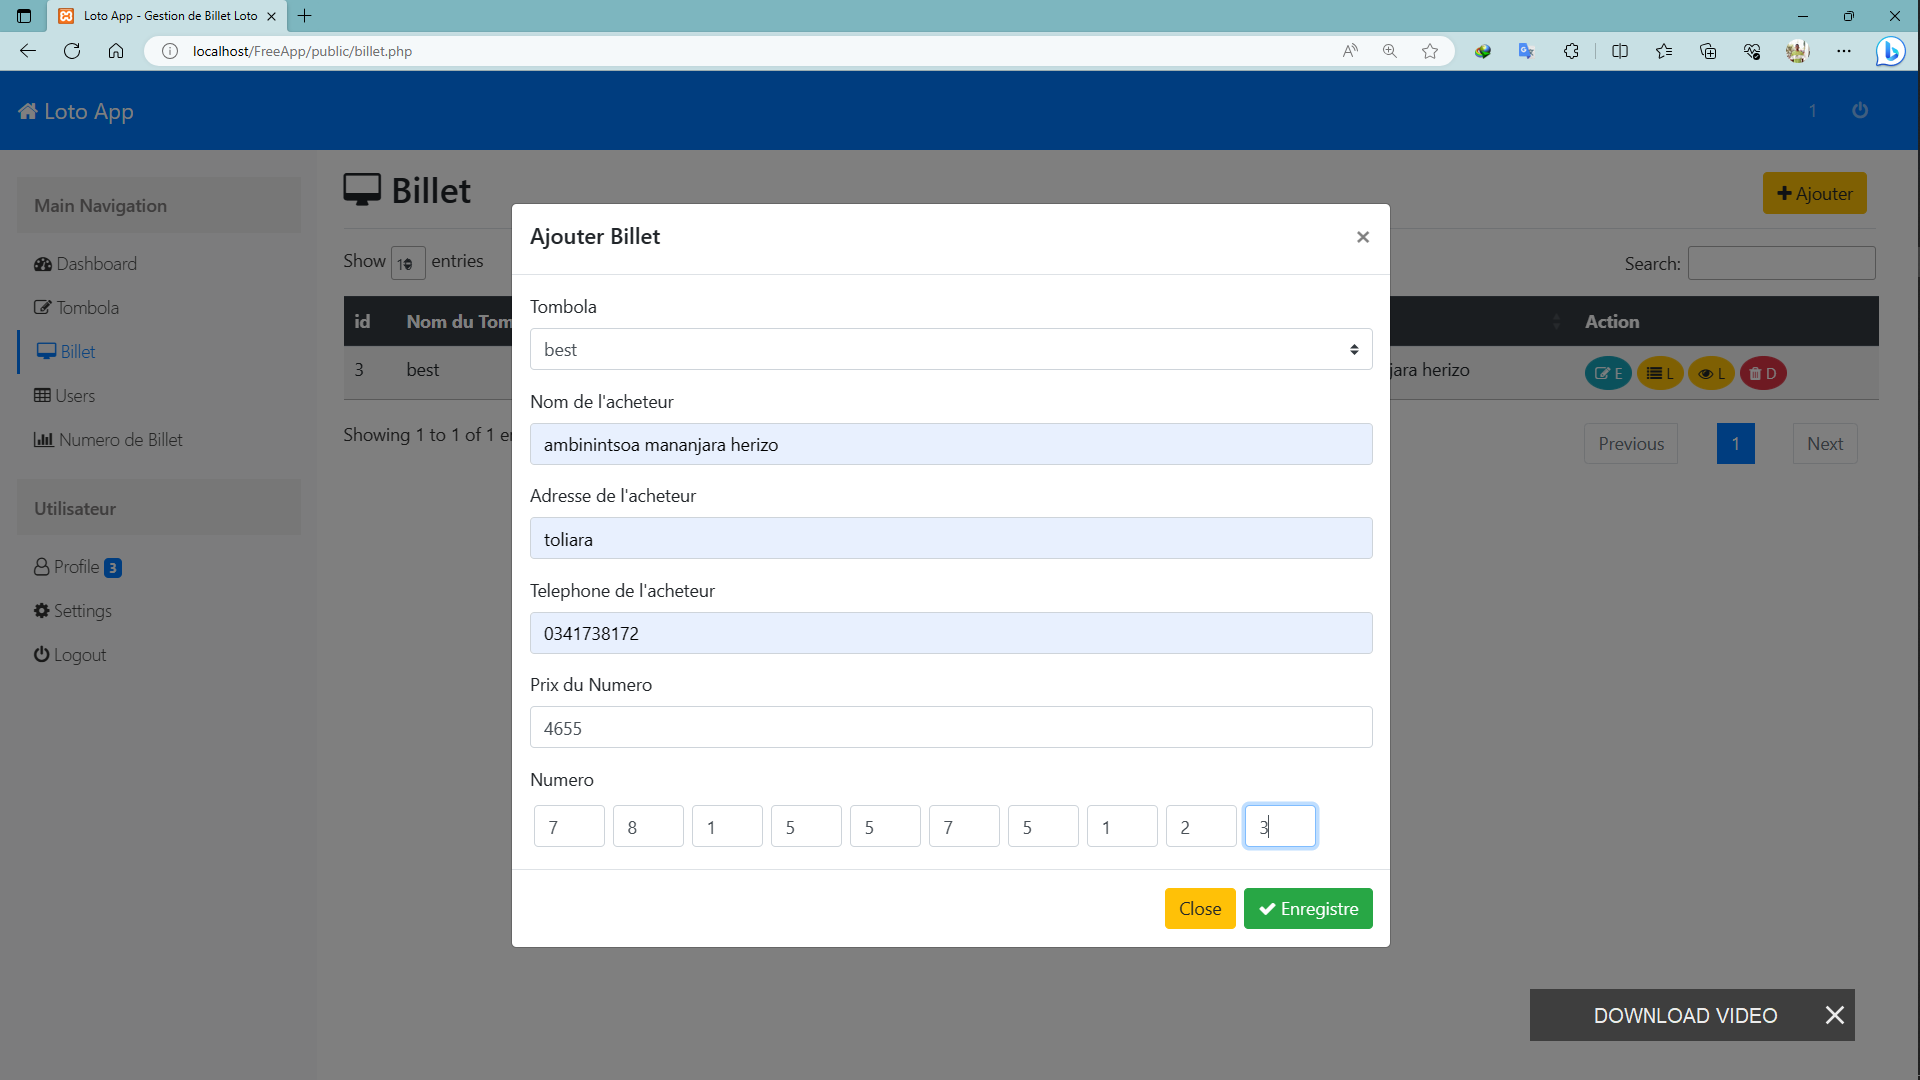 Loto App - Gestion de Billet Loto
localhost/FreeApp/public/billet.php
Loto App
1
Main Navigation
Dashboard
Tombola
Billet
Users
Numero de Billet
Utilisateur
Profile 3
Settings
Logout
Billet
Ajouter
Show 10 entries
Search:
id Nom du Tom Action
3 best jara herizo E L L D
Showing 1 to 1 of 1 e
Previous 1 Next
Ajouter Billet
×
Tombola
best
Nom de l'acheteur
ambinintsoa mananjara herizo
Adresse de l'acheteur
toliara
Telephone de l'acheteur
0341738172
Prix du Numero
4655
Numero
7 8 1 5 5 7 5 1 2 3
Close Enregistre
DOWNLOAD VIDEO